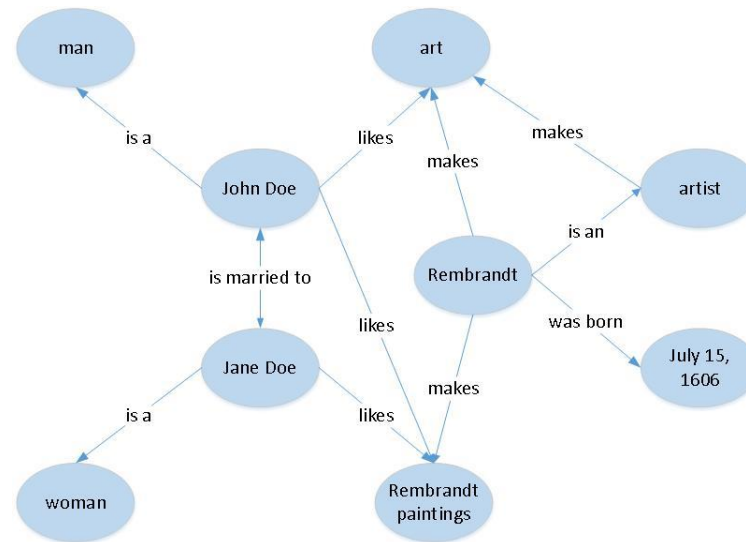 man
art
is a
likes
makes
makes
John Doe
artist
is an
Rembrandt
is married to
likes
was born
Jane Doe
July 15,
1606
makes
is a
likes
woman
Rembrandt
paintings